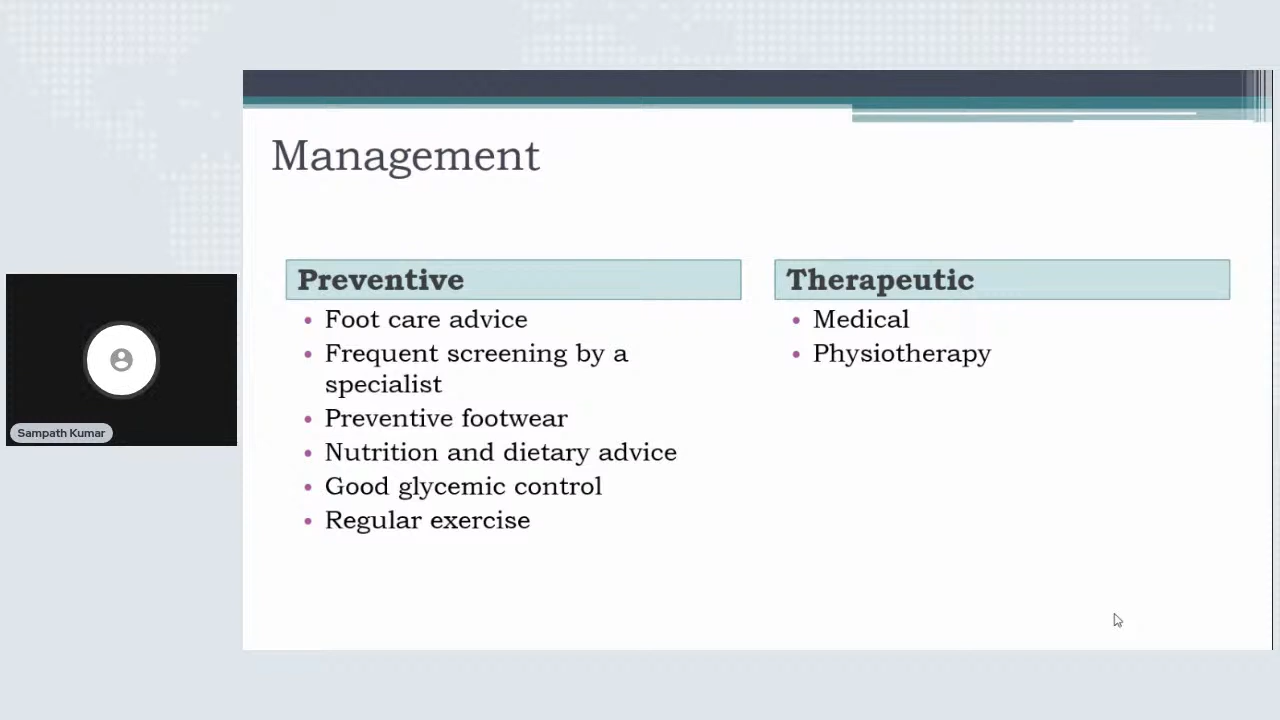 Management
Preventive
• Foot care advice
• Frequent screening by a
specialist
• Preventive footwear
• Nutrition and dietary advice
• Good glycemic control
• Regular exercise
Therapeutic
• Medical
• Physiotherapy
Sampath Kumar